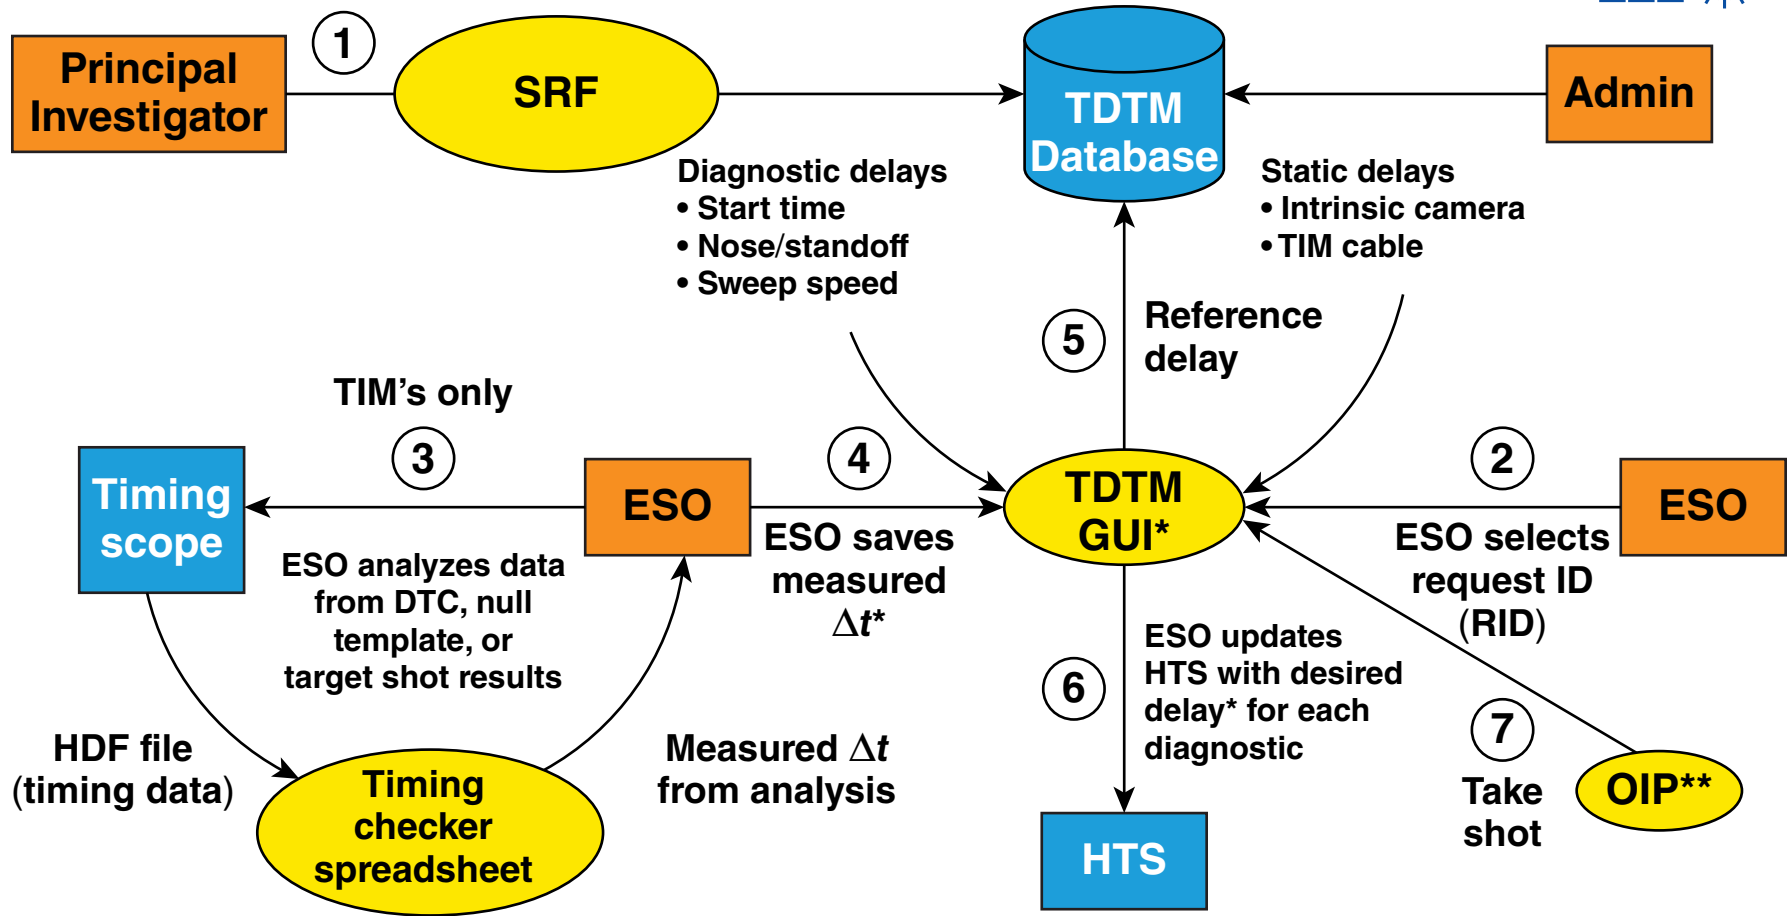 1
Principal
Investigator
SRF
TDTM
Database
Admin
Diagnostic delays
• Start time
• Nose/standoff
• Sweep speed
Static delays
• Intrinsic camera
• TIM cable
5
Reference
delay
TIM’s only
3
Timing
scope
ESO
4
TDTM
GUI*
2
ESO
ESO analyzes data
from DTC, null
template, or
target shot results
ESO saves
measured
Δt*
ESO selects
request ID
(RID)
6
ESO updates
HTS with desired
delay* for each
diagnostic
7
Take
shot
OIP**
HDF file
(timing data)
Timing
checker
spreadsheet
Measured Δt
from analysis
HTS